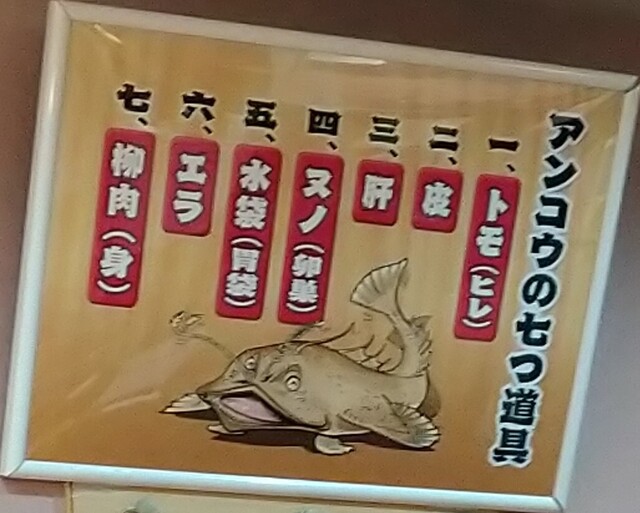 アンコウの七つ道具
一、トモ(ヒレ)
二、皮
三、肝
四、ヌノ(卵巣)
五、水袋(胃袋)
六、エラ
七、柳肉(身)